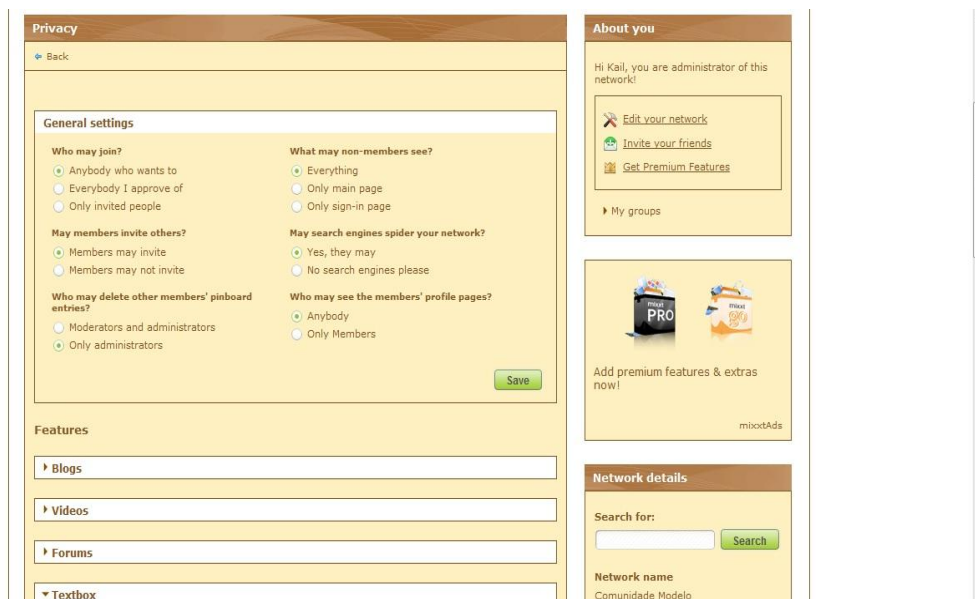 Privacy
Back
General settings
Who may join?
Anybody who wants to
Everybody I approve of
Only invited people
What may non-members see?
Everything
Only main page
Only sign-in page
May members invite others?
Members may invite
Members may not invite
May search engines spider your network?
Yes, they may
No search engines please
Who may delete other members' pinboard
entries?
Moderators and administrators
Only administrators
Who may see the members' profile pages?
Anybody
Only Members
Save
Features
Blogs
Videos
Forums
Textbox
About you
Hi Kail, you are administrator of this
network!
Edit your network
Invite your friends
Get Premium Features
My groups
mixxt
PRO
mixxt
Add premium features & extras
now!
mixxtAds
Network details
Search for:
Search
Network name
Comunidade Modelo